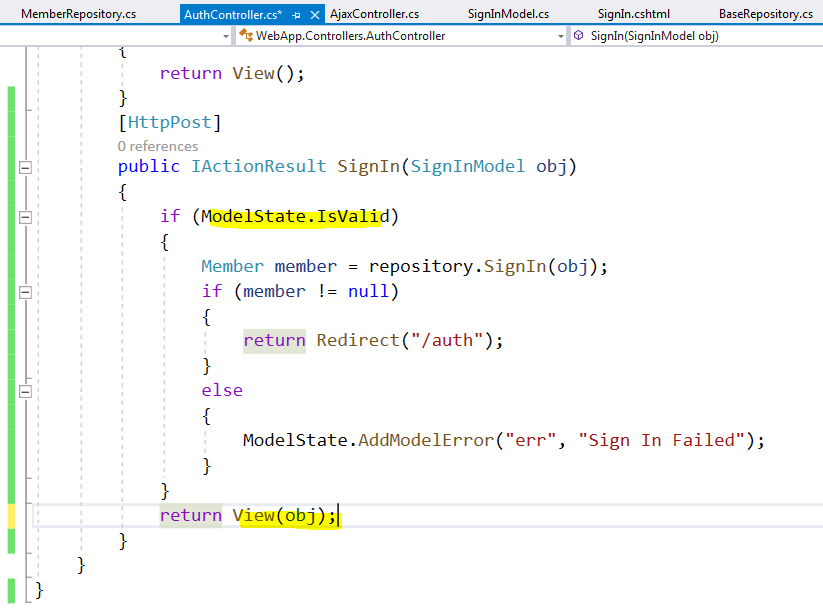 MemberRepository.cs AuthController.cs* AjaxController.cs SignInModel.cs SignIn.cshtml BaseRepository.cs
WebApp.Controllers.AuthController SignIn(SignInModel obj)
{
return View();
}
[HttpPost]
0 references
public IActionResult SignIn(SignInModel obj)
{
if (ModelState.IsValid)
{
Member member = repository.SignIn(obj);
if (member != null)
{
return Redirect("/auth");
}
else
{
ModelState.AddModelError("err", "Sign In Failed");
}
}
return View(obj);
}
}
}